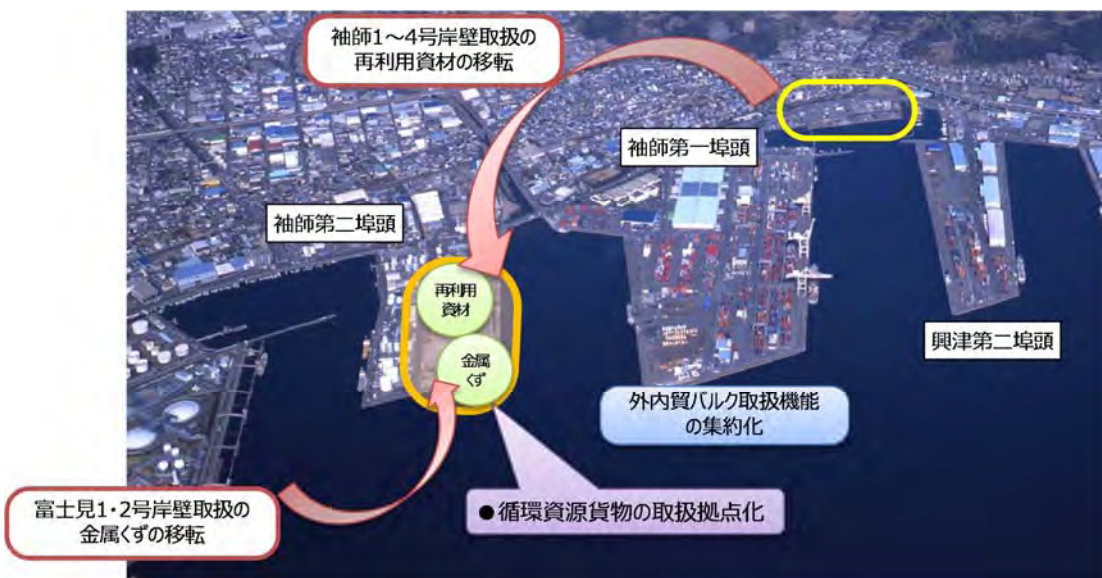 袖師1～4号岸壁取扱の
再利用資材の移転
袖師第一埠頭
袖師第二埠頭
再利用
資材
金属
くず
興津第二埠頭
外内貿バルク取扱機能
の集約化
富士見1・2号岸壁取扱の
金属くずの移転
●循環資源貨物の取扱拠点化